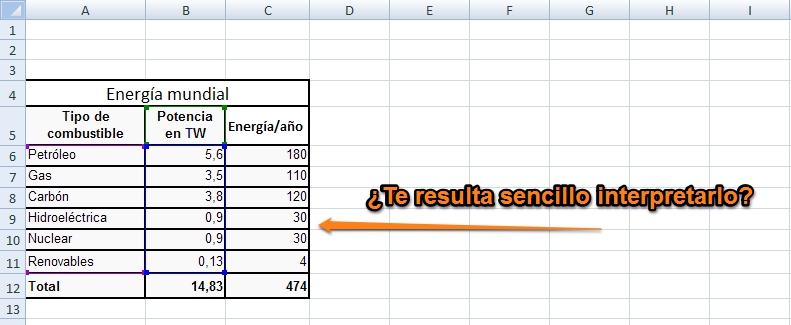 A B C D E F G H I
1
2
3
4 Energía mundial
Tipo de Potencia
5 combustible en TW Energía/año
6 Petróleo 5,6 180
7 Gas 3,5 110
8 Carbón 3,8 120
¿Te resulta sencillo interpretarlo?
9 Hidroeléctrica 0,9 30
10 Nuclear 0,9 30
11 Renovables 0,13 4
12 Total 14,83 474
13